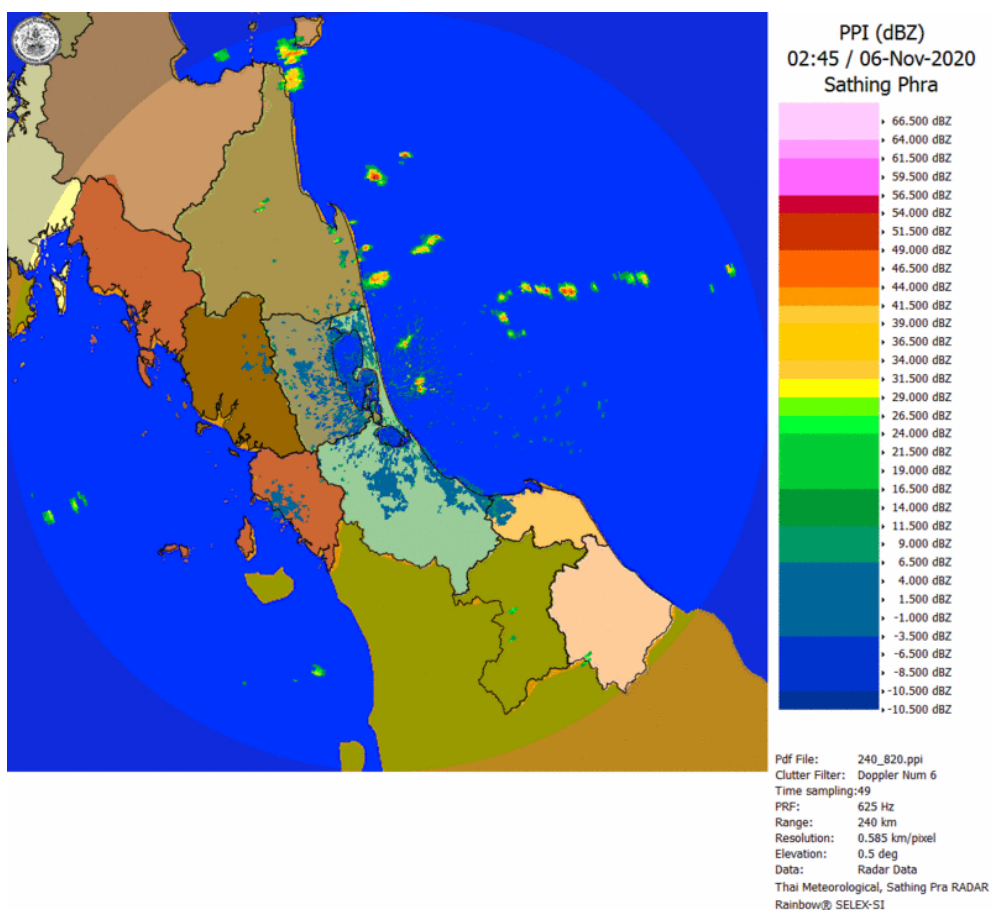 PPI (dBZ)
02:45 / 06-Nov-2020
Sathing Phra
66.500 dBZ
64.000 dBZ
61.500 dBZ
59.500 dBZ
56.500 dBZ
54.000 dBZ
51.500 dBZ
49.000 dBZ
46.500 dBZ
44.000 dBZ
41.500 dBZ
39.000 dBZ
36.500 dBZ
34.000 dBZ
31.500 dBZ
29.000 dBZ
26.500 dBZ
24.000 dBZ
21.500 dBZ
19.000 dBZ
16.500 dBZ
14.000 dBZ
11.500 dBZ
9.000 dBZ
6.500 dBZ
4.000 dBZ
1.500 dBZ
-1.000 dBZ
-3.500 dBZ
-6.500 dBZ
-8.500 dBZ
-10.500 dBZ
-10.500 dBZ
Pdf File: 240_820.ppi
Clutter Filter: Doppler Num 6
Time sampling:49
PRF: 625 Hz
Range: 240 km
Resolution: 0.585 km/pixel
Elevation: 0.5 deg
Data: Radar Data
Thai Meteorological, Sathing Pra RADAR
Rainbow® SELEX-SI